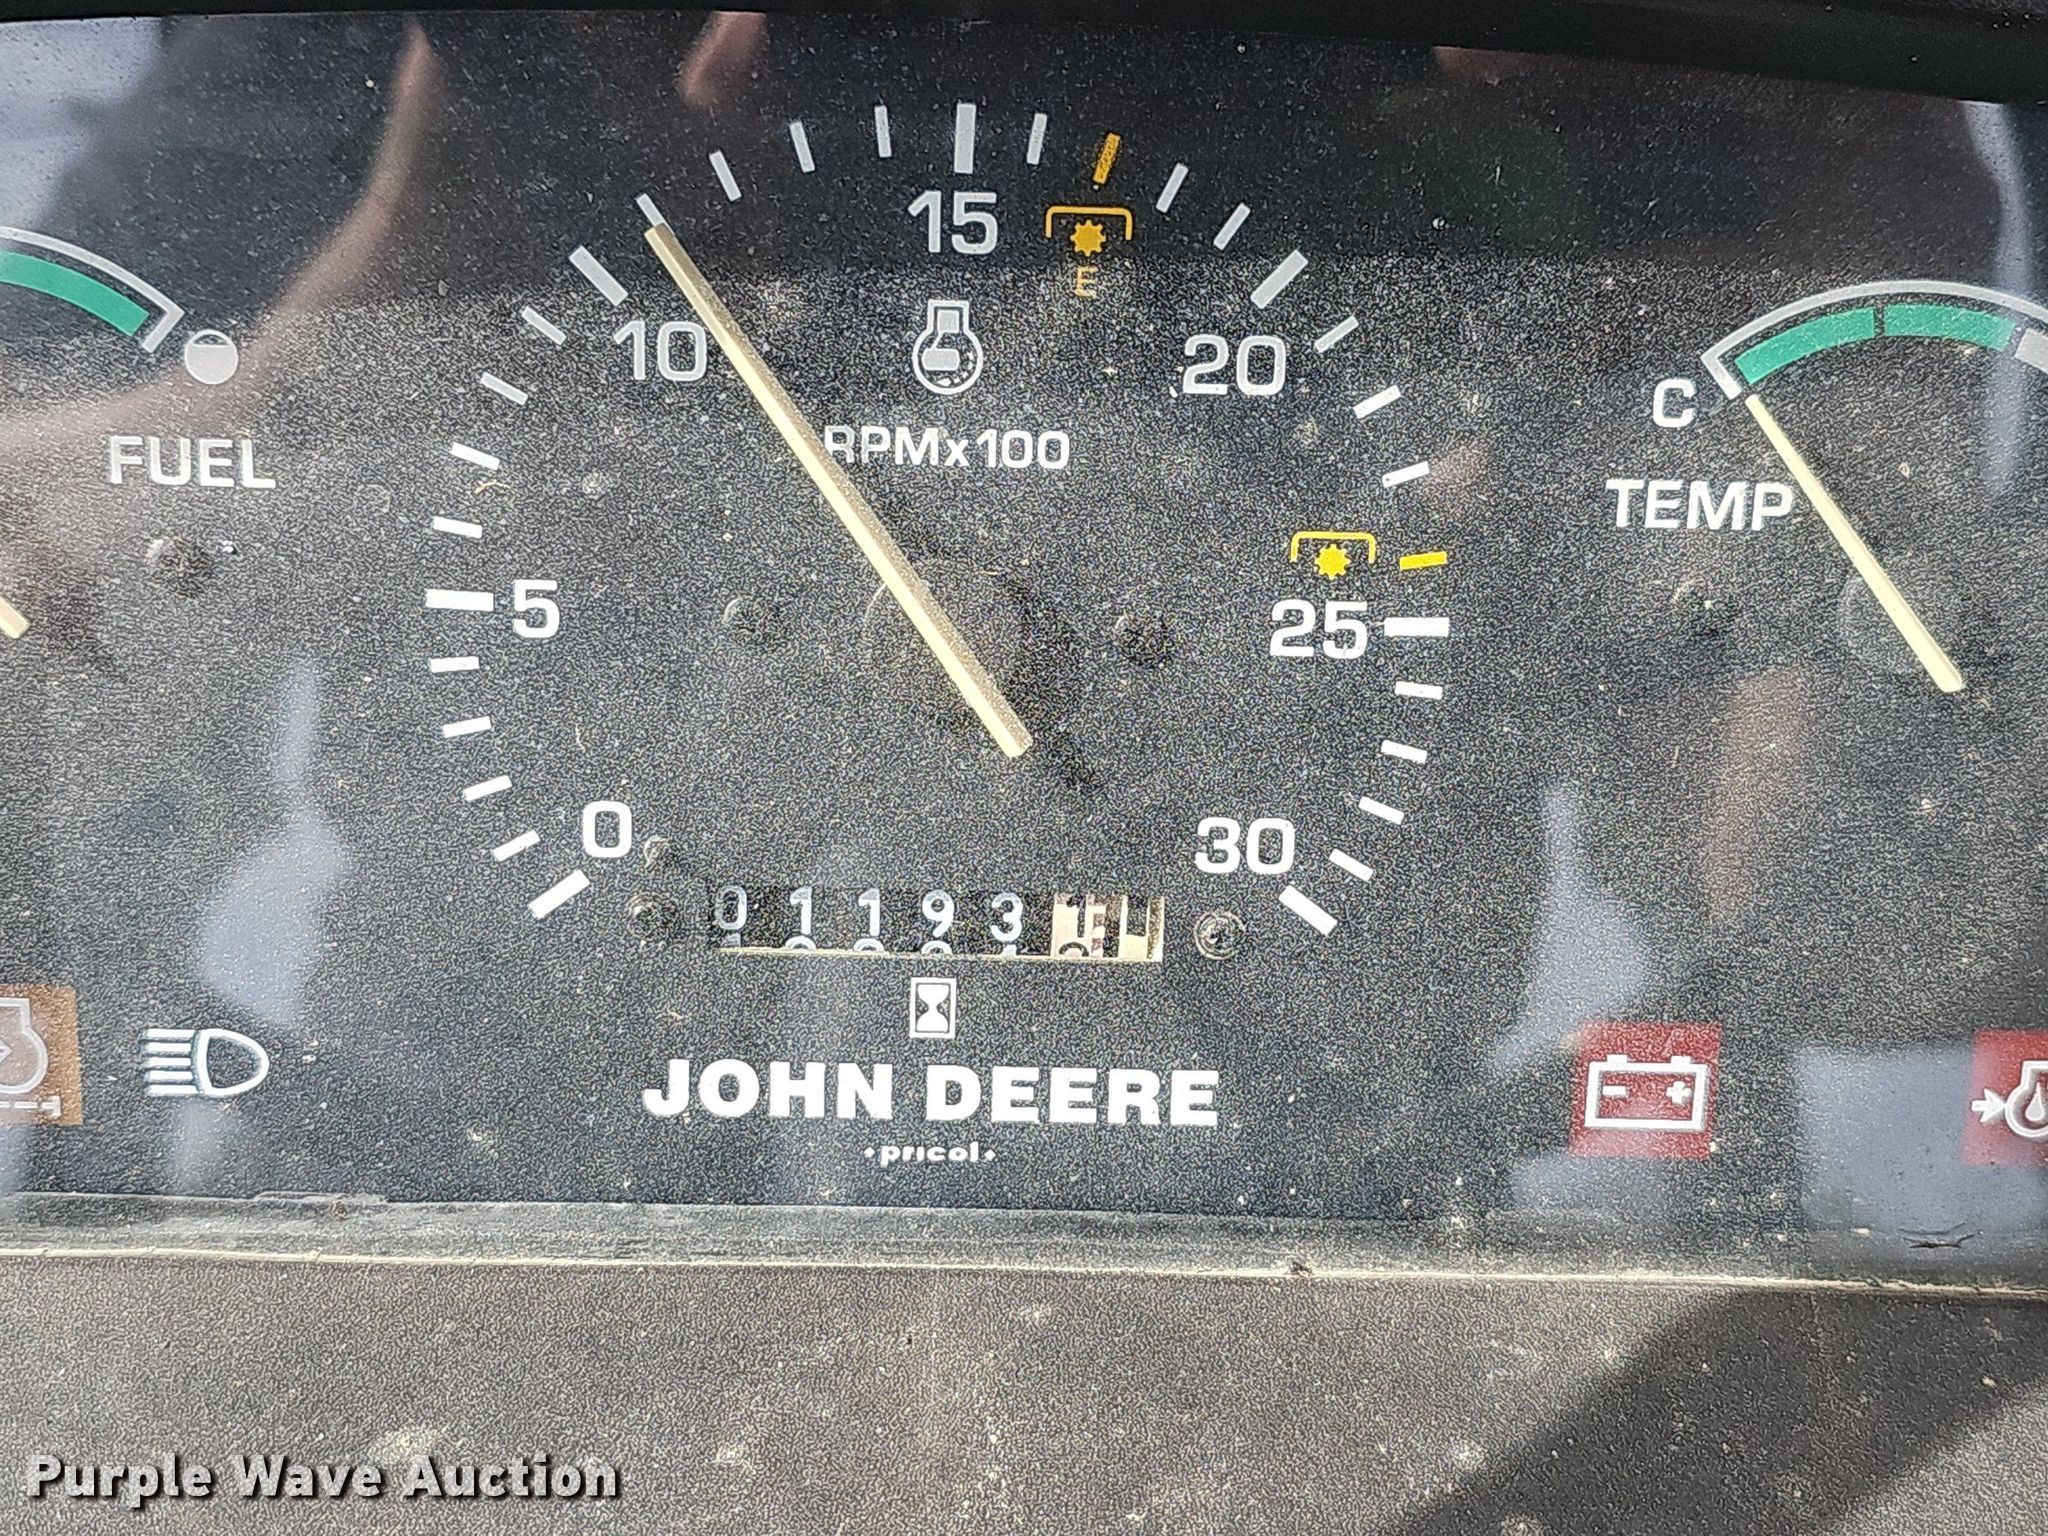 15
E
10
20
C
FUEL
RPMx100
TEMP
5
25
0
30
01193
JOHN DEERE
•pricol•
Purple Wave Auction